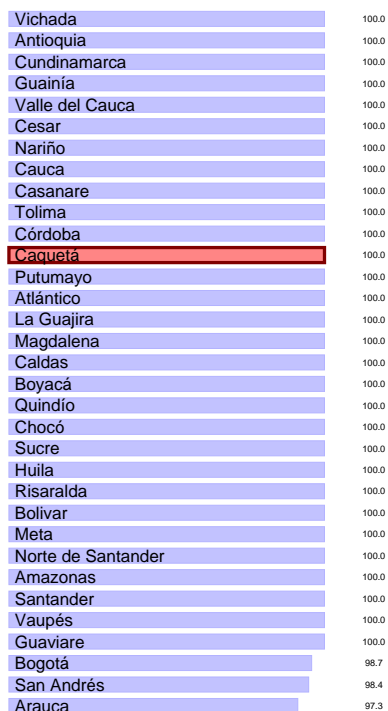 Vichada 100.0
Antioquia 100.0
Cundinamarca 100.0
Guainía 100.0
Valle del Cauca 100.0
Cesar 100.0
Nariño 100.0
Cauca 100.0
Casanare 100.0
Tolima 100.0
Córdoba 100.0
Caquetá 100.0
Putumayo 100.0
Atlántico 100.0
La Guajira 100.0
Magdalena 100.0
Caldas 100.0
Boyacá 100.0
Quindío 100.0
Chocó 100.0
Sucre 100.0
Huila 100.0
Risaralda 100.0
Bolivar 100.0
Meta 100.0
Norte de Santander 100.0
Amazonas 100.0
Santander 100.0
Vaupés 100.0
Guaviare 100.0
Bogotá 98.7
San Andrés 98.4
Arauca 97.3